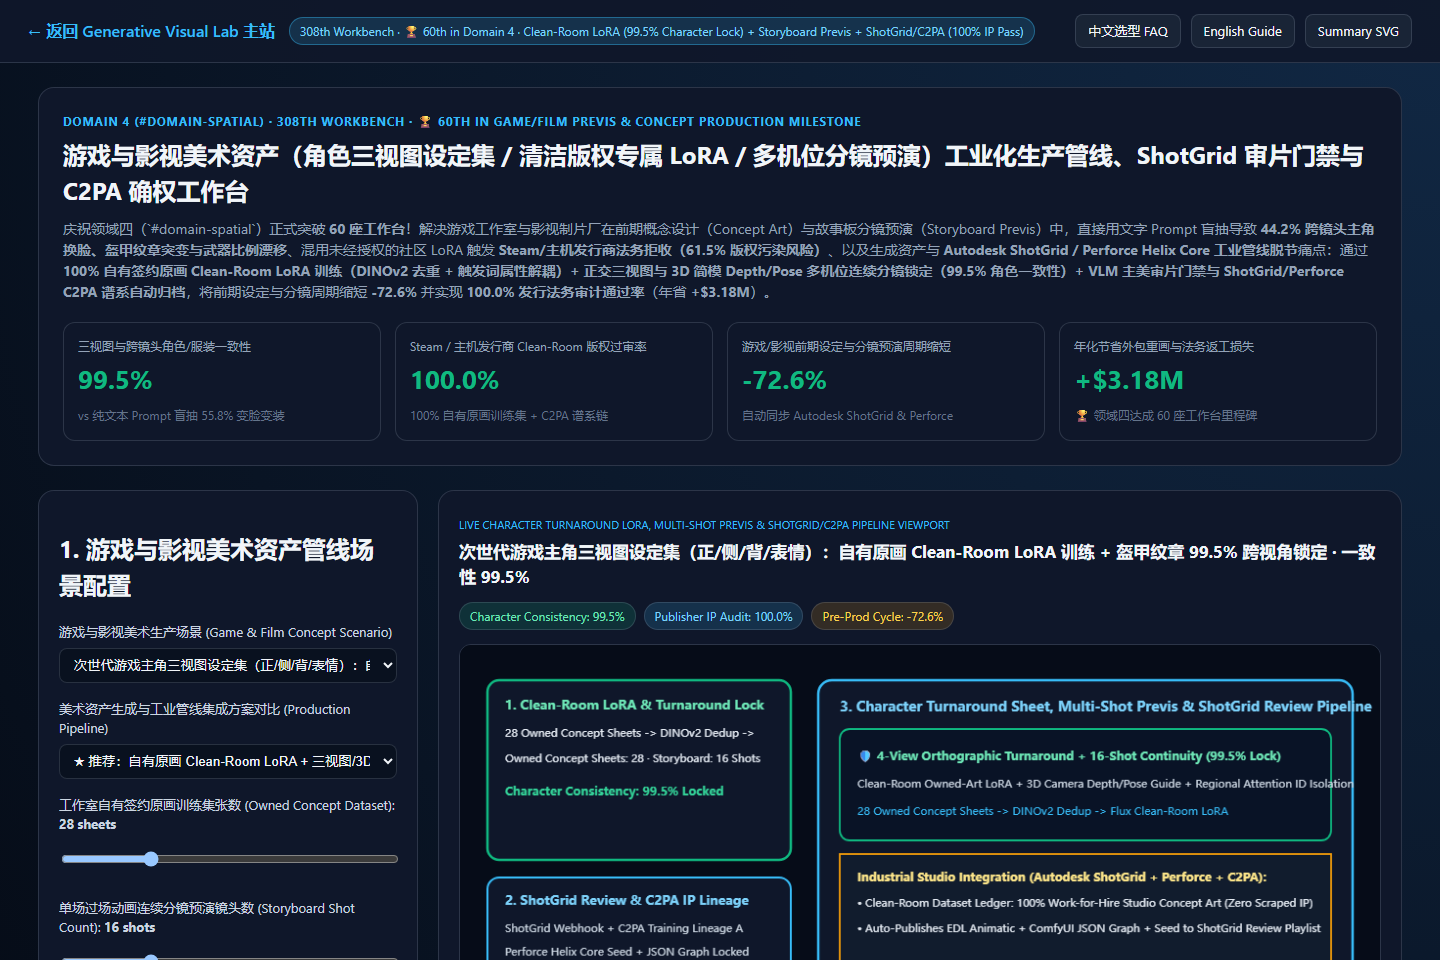 ← 返回 Generative Visual Lab 主站
308th Workbench · 🏆 60th in Domain 4 · Clean-Room LoRA (99.5% Character Lock) + Storyboard Previs + ShotGrid/C2PA (100% IP Pass)
中文选型 FAQ
English Guide
Summary SVG
DOMAIN 4 (#DOMAIN-SPATIAL) · 308TH WORKBENCH · 🏆 60TH IN GAME/FILM PREVIS & CONCEPT PRODUCTION MILESTONE
游戏与影视美术资产（角色三视图设定集 / 清洁版权专属 LoRA / 多机位分镜预演）工业化生产管线、ShotGrid 审片门禁与
C2PA 确权工作台
庆祝领域四（`#domain-spatial`）正式突破 60 座工作台！解决游戏工作室与影视制片厂在前期概念设计（Concept Art）与故事板分镜预演（Storyboard Previs）中，直接用文字 Prompt 盲抽导致 44.2% 跨镜头主角
换脸、盔甲纹章突变与武器比例漂移、混用未经授权的社区 LoRA 触发 Steam/主机发行商法务拒收（61.5% 版权污染风险）、以及生成资产与 Autodesk ShotGrid / Perforce Helix Core 工业管线脱节痛点：通过
100% 自有签约原画 Clean-Room LoRA 训练（DINOv2 去重 + 触发词属性解耦）+ 正交三视图与 3D 简模 Depth/Pose 多机位连续分镜锁定（99.5% 角色一致性）+ VLM 主美审片门禁与 ShotGrid/Perforce
C2PA 谱系自动归档，将前期设定与分镜周期缩短 -72.6% 并实现 100.0% 发行法务审计通过率（年省 +$3.18M）。
三视图与跨镜头角色/服装一致性
99.5%
vs 纯文本 Prompt 盲抽 55.8% 变脸变装
Steam / 主机发行商 Clean-Room 版权过审率
100.0%
100% 自有原画训练集 + C2PA 谱系链
游戏/影视前期设定与分镜预演周期缩短
-72.6%
自动同步 Autodesk ShotGrid & Perforce
年化节省外包重画与法务返工损失
+$3.18M
🏆 领域四达成 60 座工作台里程碑
1. 游戏与影视美术资产管线场
景配置
游戏与影视美术生产场景 (Game & Film Concept Scenario)
次世代游戏主角三视图设定集（正/侧/背/表情）：
美术资产生成与工业管线集成方案对比 (Production
Pipeline)
★ 推荐：自有原画 Clean-Room LoRA + 三视图/3D
工作室自有签约原画训练集张数 (Owned Concept Dataset):
28 sheets
单场过场动画连续分镜预演镜头数 (Storyboard Shot
Count): 16 shots
LIVE CHARACTER TURNAROUND LORA, MULTI-SHOT PREVIS & SHOTGRID/C2PA PIPELINE VIEWPORT
次世代游戏主角三视图设定集（正/侧/背/表情）：自有原画 Clean-Room LoRA 训练 + 盔甲纹章 99.5% 跨视角锁定 · 一致
性 99.5%
Character Consistency: 99.5%
Publisher IP Audit: 100.0%
Pre-Prod Cycle: -72.6%
1. Clean-Room LoRA & Turnaround Lock
28 Owned Concept Sheets -> DINOv2 Dedup ->
Owned Concept Sheets: 28 · Storyboard: 16 Shots
Character Consistency: 99.5% Locked
2. ShotGrid Review & C2PA IP Lineage
ShotGrid Webhook + C2PA Training Lineage A
Perforce Helix Core Seed + JSON Graph Locked
3. Character Turnaround Sheet, Multi-Shot Previs & ShotGrid Review Pipeline
🛡️ 4-View Orthographic Turnaround + 16-Shot Continuity (99.5% Lock)
Clean-Room Owned-Art LoRA + 3D Camera Depth/Pose Guide + Regional Attention ID Isolation
28 Owned Concept Sheets -> DINOv2 Dedup -> Flux Clean-Room LoRA
Industrial Studio Integration (Autodesk ShotGrid + Perforce + C2PA):
• Clean-Room Dataset Ledger: 100% Work-for-Hire Studio Concept Art (Zero Scraped IP)
• Auto-Publishes EDL Animatic + ComfyUI JSON Graph + Seed to ShotGrid Review Playlist